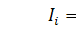 I_i =